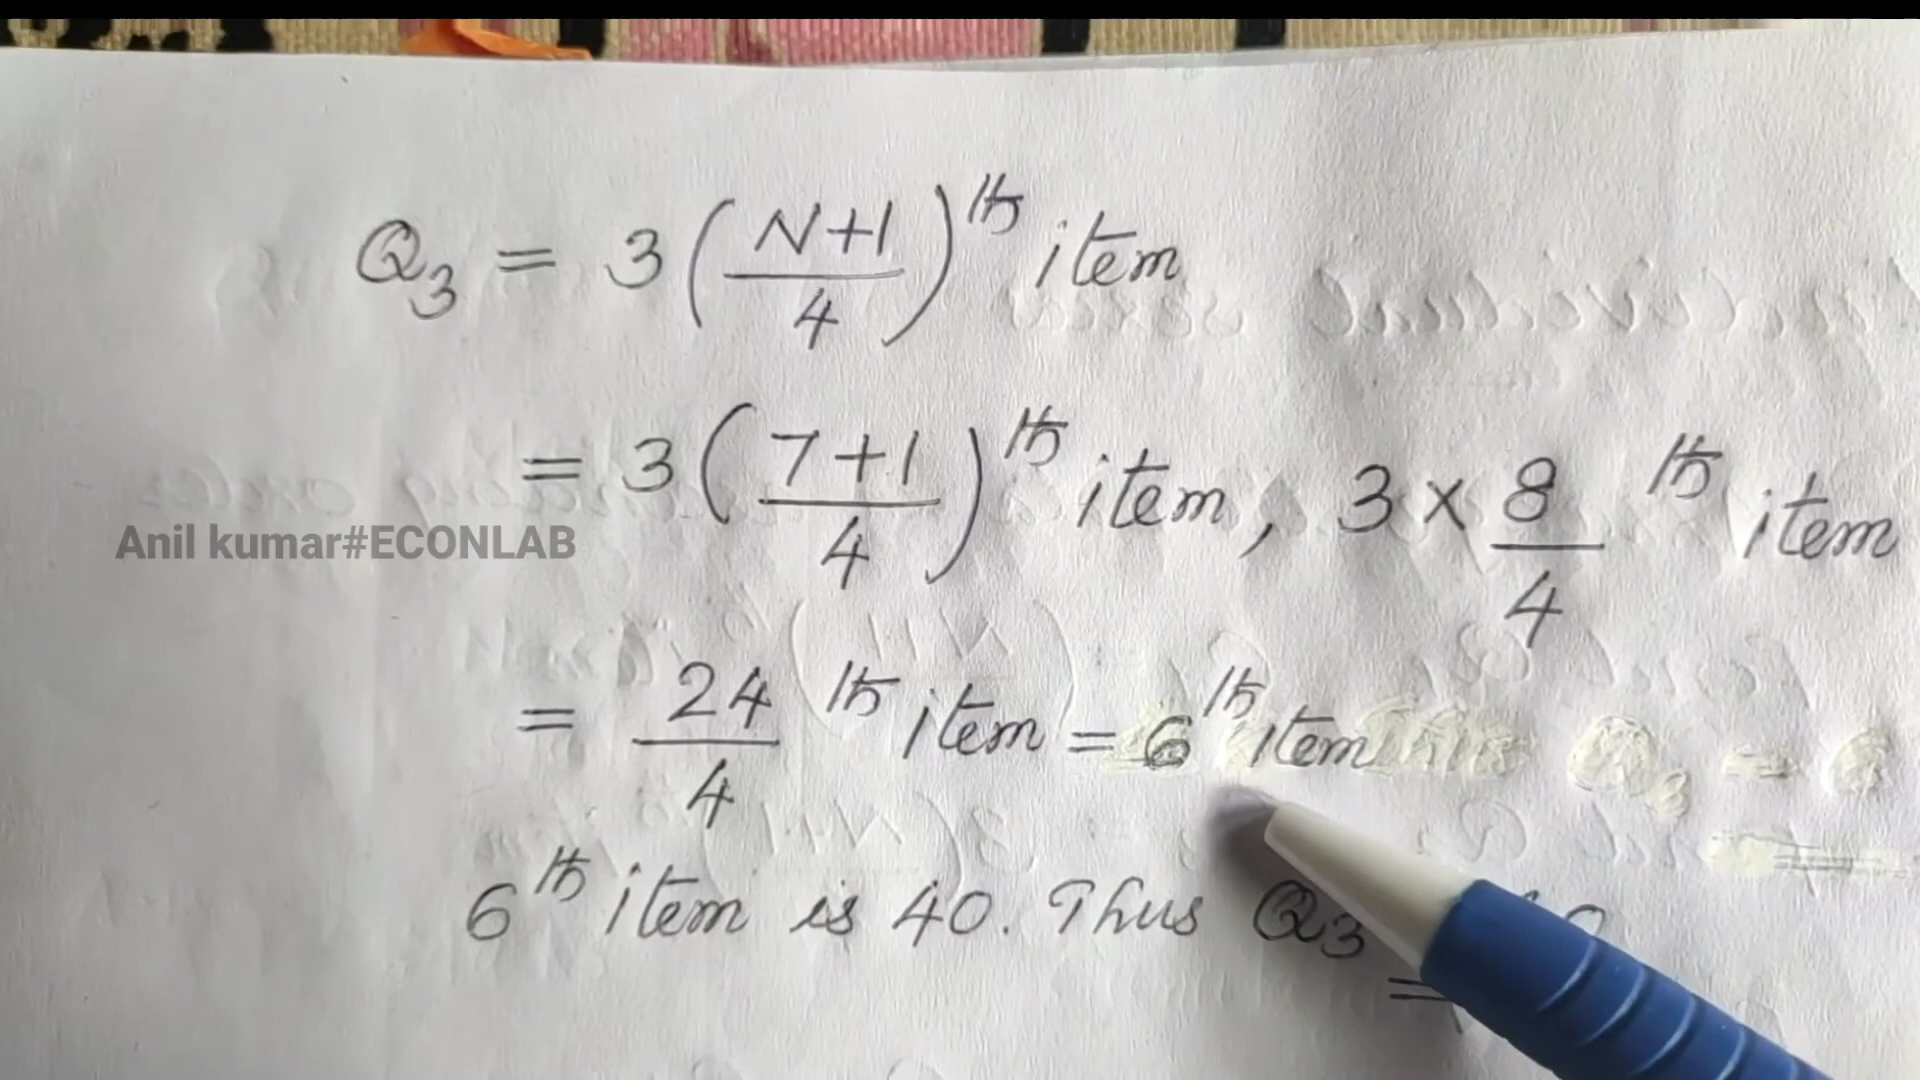 Q₃ = 3 (N+1 / 4)th item
= 3 (7+1 / 4)th item, 3 × 8/4 th item
Anil kumar#ECONLAB
= 24/4 th item = 6th item
6th item is 40. Thus Q₃